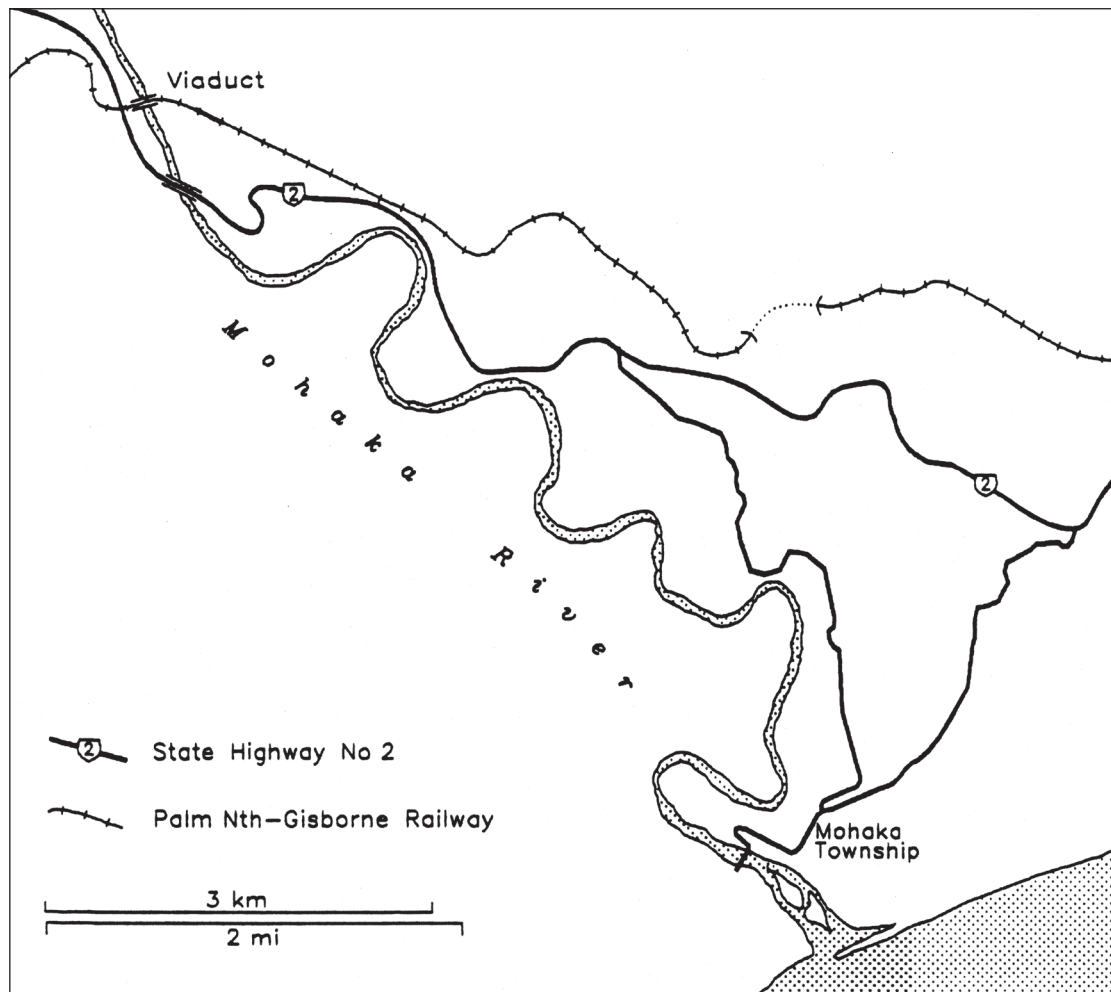 Viaduct
2
Mohaka River
2
2 State Highway No 2
Palm Nth-Gisborne Railway
Mohaka
Township
3 km
2 mi